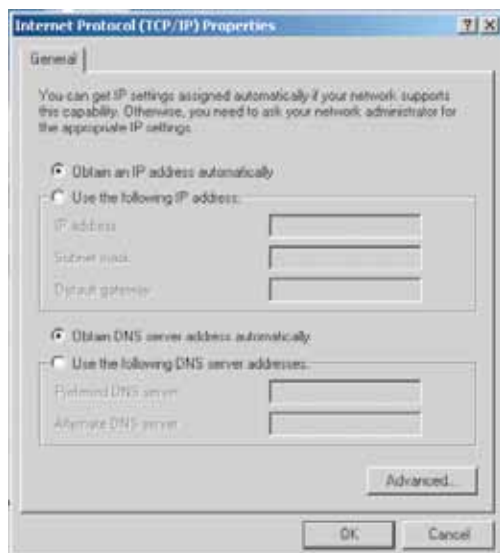 Internet Protocol (TCP/IP) Properties
General
You can get IP settings assigned automatically if your network supports
this capability. Otherwise, you need to ask your network administrator for
the appropriate IP settings.
Obtain an IP address automatically
Use the following IP address:
IP address
Subnet mask
Default gateway
Obtain DNS server address automatically
Use the following DNS server addresses:
Preferred DNS server
Alternate DNS server
Advanced...
OK
Cancel